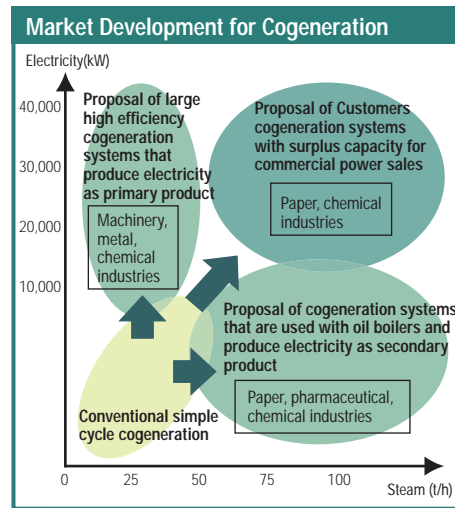 Market Development for Cogeneration
Electricity(kW)
40,000
30,000
20,000
10,000
Proposal of large
high efficiency
cogeneration
systems that
produce electricity
as primary product
Machinery,
metal,
chemical
industries
Proposal of Customers
cogeneration systems
with surplus capacity for
commercial power sales
Paper, chemical
industries
Proposal of cogeneration systems
that are used with oil boilers and
produce electricity as secondary
product
Paper, pharmaceutical,
chemical industries
Conventional simple
cycle cogeneration
0
25
50
75
100
Steam (t/h)